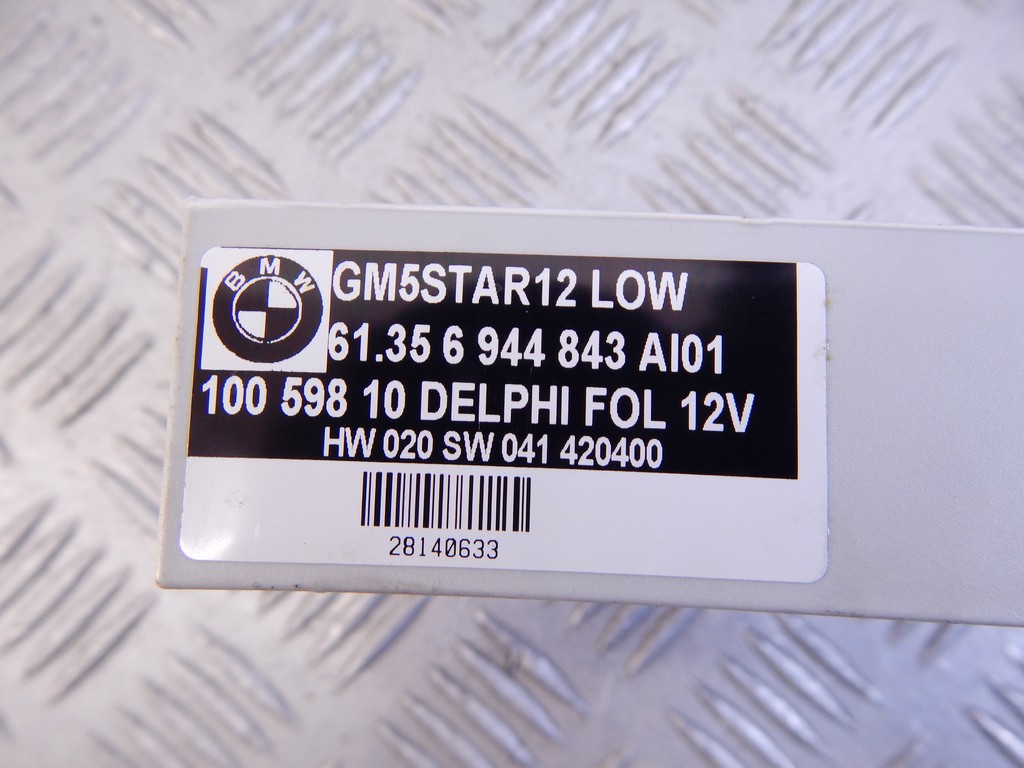 BMW
GM5STAR12 LOW
61.35 6 944 843 AI01
100 598 10 DELPHI FOL 12V
HW 020 SW 041 420400
28140633